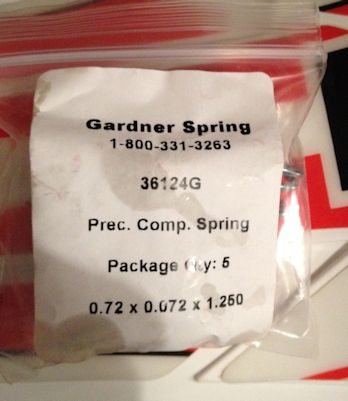 Gardner Spring
1-800-331-3263
36124G
Prec. Comp. Spring
Package Qty: 5
0.72 x 0.072 x 1.250